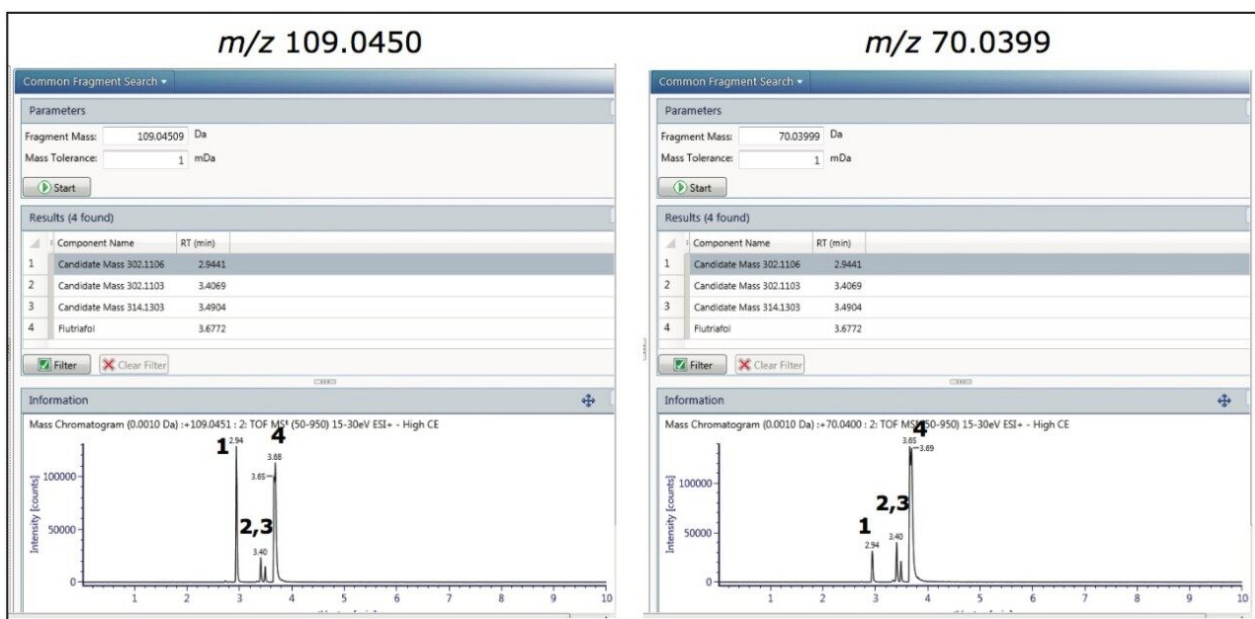 m/z 109.0450
Common Fragment Search
Parameters
Fragment Mass: 109.04509 Da
Mass Tolerance: 1 mDa
Start
Results (4 found)
Component Name RT (min)
1 Candidate Mass 302.1106 2.9441
2 Candidate Mass 302.1103 3.4069
3 Candidate Mass 314.1303 3.4904
4 Flutriafol 3.6772
Filter Clear Filter
Information
Mass Chromatogram (0.0010 Da) :+109.0451 : 2: TOF MSᴱ (50-950) 15-30eV ESI+ - High CE
1 2.94
4
3.68
3.65
2,3
3.40
Intensity [counts]
100000
50000
0
1 2 3 4 5 6 7 8 9 10
m/z 70.0399
Common Fragment Search
Parameters
Fragment Mass: 70.03999 Da
Mass Tolerance: 1 mDa
Start
Results (4 found)
Component Name RT (min)
1 Candidate Mass 302.1106 2.9441
2 Candidate Mass 302.1103 3.4069
3 Candidate Mass 314.1303 3.4904
4 Flutriafol 3.6772
Filter Clear Filter
Information
Mass Chromatogram (0.0010 Da) :+70.0400 : 2: TOF (50-950) 15-30eV ESI+ - High CE
4
3.65
3.69
2,3
1
2.94 3.40
Intensity [counts]
100000
50000
0
1 2 3 4 5 6 7 8 9 10